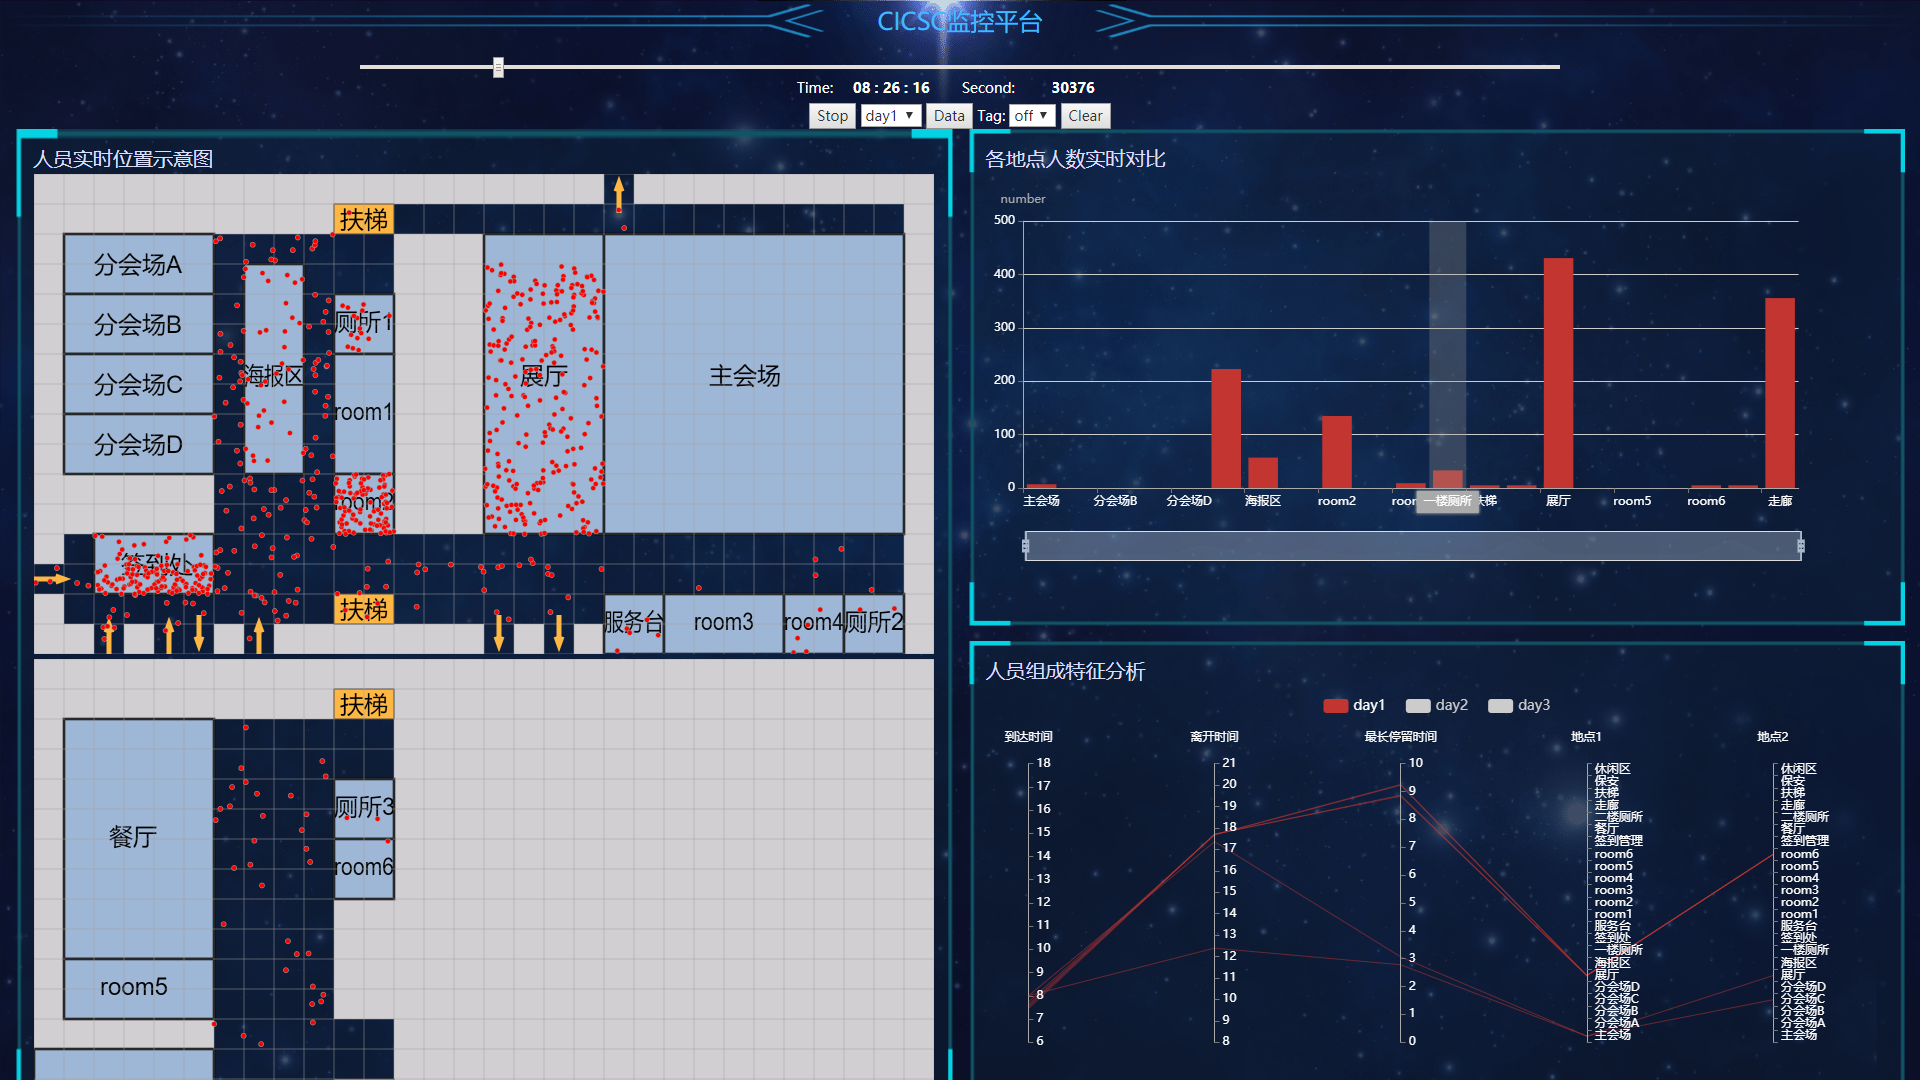 CICSC监控平台
Time: 08 : 26 : 16 Second: 30376
Stop day1 Data Tag: off Clear
人员实时位置示意图
扶梯
分会场A
分会场B
分会场C
分会场D
海报区
厕所1
room1
room2
展厅
主会场
签到处
扶梯
服务台
room3
room4
厕所2
扶梯
餐厅
厕所3
room6
room5
各地点人数实时对比
number
500
400
300
200
100
0
主会场 分会场B 分会场D 海报区 room2 room 一楼厕所 扶梯 展厅 room5 room6 走廊
人员组成特征分析
day1 day2 day3
到达时间 离开时间 最长停留时间 地点1 地点2
18
17
16
15
14
13
12
11
10
9
8
7
6
21
20
19
18
17
16
15
14
13
12
11
10
9
8
10
9
8
7
6
5
4
3
2
1
0
休闲区
保安
扶梯
走廊
二楼厕所
餐厅
签到管理
room6
room5
room4
room3
room2
room1
服务台
签到处
一楼厕所
海报区
展厅
分会场D
分会场C
分会场B
分会场A
主会场
休闲区
保安
扶梯
走廊
二楼厕所
餐厅
签到管理
room6
room5
room4
room3
room2
room1
服务台
签到处
一楼厕所
海报区
展厅
分会场D
分会场C
分会场B
分会场A
主会场